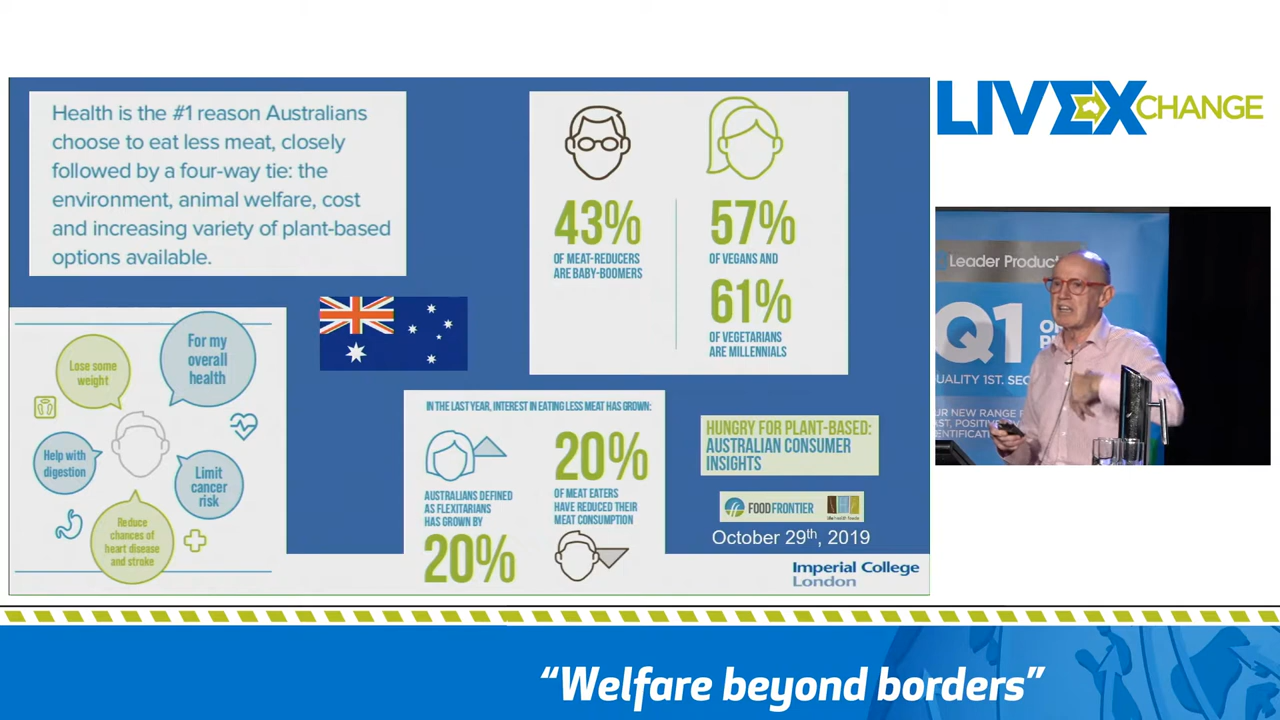 LIVEXCHANGE
Health is the #1 reason Australians
choose to eat less meat, closely
followed by a four-way tie: the
environment, animal welfare, cost
and increasing variety of plant-based
options available.
43%
OF MEAT-REDUCERS
ARE BABY-BOOMERS
57%
OF VEGANS AND
61%
OF VEGETARIANS
ARE MILLENNIALS
Lose some
weight
For my
overall
health
Help with
digestion
Limit
cancer
risk
Reduce
chances of
heart disease
and stroke
IN THE LAST YEAR, INTEREST IN EATING LESS MEAT HAS GROWN:
AUSTRALIANS DEFINED
AS FLEXITARIANS
HAS GROWN BY
20%
20%
OF MEAT EATERS
HAVE REDUCED THEIR
MEAT CONSUMPTION
HUNGRY FOR PLANT-BASED:
AUSTRALIAN CONSUMER
INSIGHTS
FOODFRONTIER
October 29th, 2019
Imperial College
London
Leader Product
Q1
QUALITY 1ST. SEC
OUR NEW RANGE
“Welfare beyond borders”